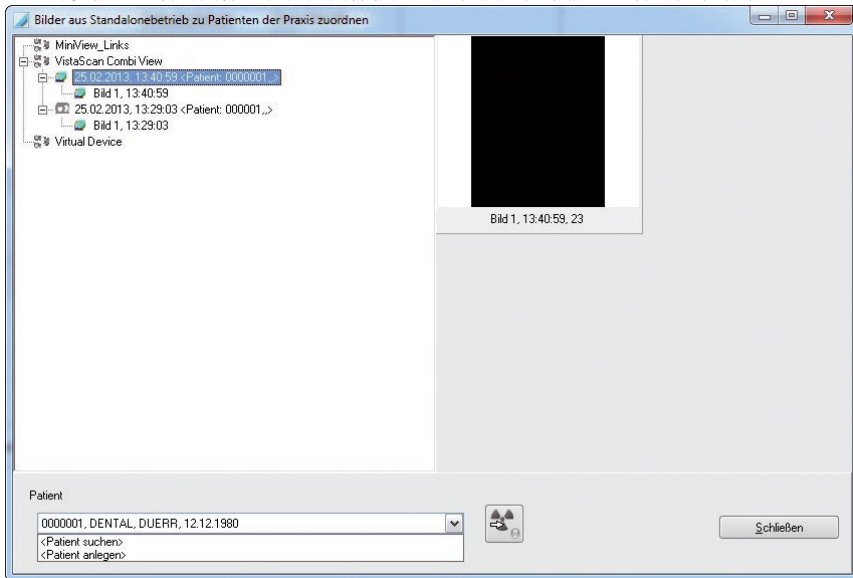 Bilder aus Standalonebetrieb zu Patienten der Praxis zuordnen
MiniView_Links
VistaScan Combi View
25.02.2013, 13:40:59 <Patient: 0000001,,>
Bild 1, 13:40:59
25.02.2013, 13:29:03 <Patient: 000001,,>
Bild 1, 13:29:03
Virtual Device
Bild 1, 13:40:59, 23
Patient
0000001, DENTAL, DUERR, 12.12.1980
<Patient suchen>
<Patient anlegen>
Schließen